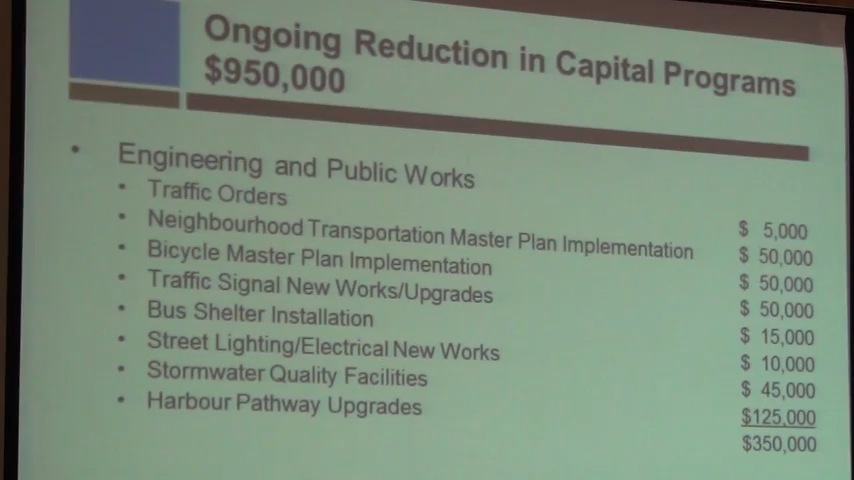 Ongoing Reduction in Capital Programs
$950,000
• Engineering and Public Works
• Traffic Orders $ 5,000
• Neighbourhood Transportation Master Plan Implementation $ 50,000
• Bicycle Master Plan Implementation $ 50,000
• Traffic Signal New Works/Upgrades $ 50,000
• Bus Shelter Installation $ 15,000
• Street Lighting/Electrical New Works $ 10,000
• Stormwater Quality Facilities $ 45,000
• Harbour Pathway Upgrades $125,000
$350,000